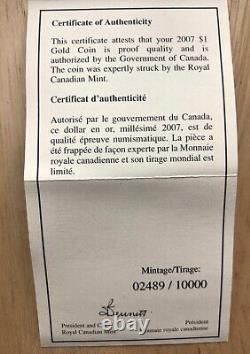 Certificate of Authenticity
This certificate attests that your 2007 $1
Gold Coin is proof quality and is
authorized by the Government of Canada.
The coin was expertly struck by the Royal
Canadian Mint.
Certificat d'authenticité
Autorisé par le gouvernement du Canada,
ce dollar en or, millésimé 2007, est de
qualité épreuve numismatique. La pièce a
été frappée de façon experte par la Monnaie
royale canadienne et son tirage mondial est
limité.
Mintage/Tirage:
02489 / 10000
President and C
Président
Royal Canadian Mint
royale canadienne